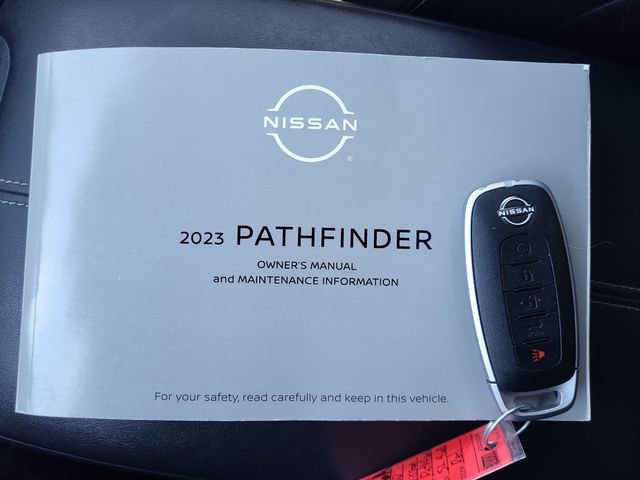 NISSAN
2023 PATHFINDER
OWNER'S MANUAL
and MAINTENANCE INFORMATION
For your safety, read carefully and keep in this vehicle.
NISSAN